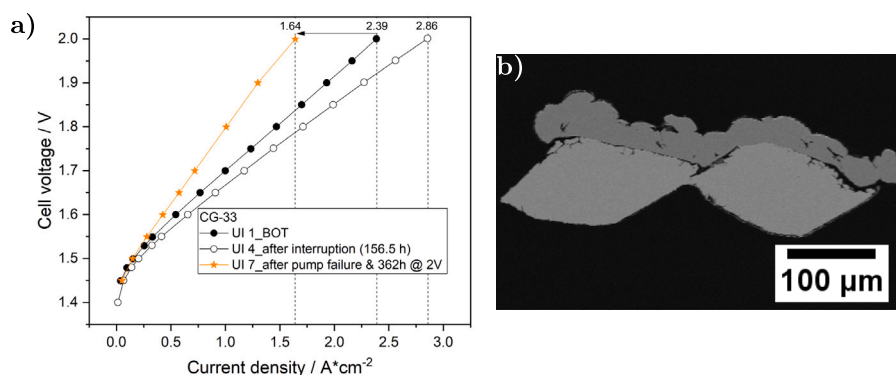 a)
1.64
2.39
2.86
2.0
1.9
1.8
1.7
1.6
1.5
1.4
Cell voltage / V
CG-33
UI 1_BOT
UI 4_after interruption (156.5 h)
UI 7_after pump failure & 362h @ 2V
0.0 0.5 1.0 1.5 2.0 2.5 3.0
Current density / A*cm⁻²
b)
100 µm